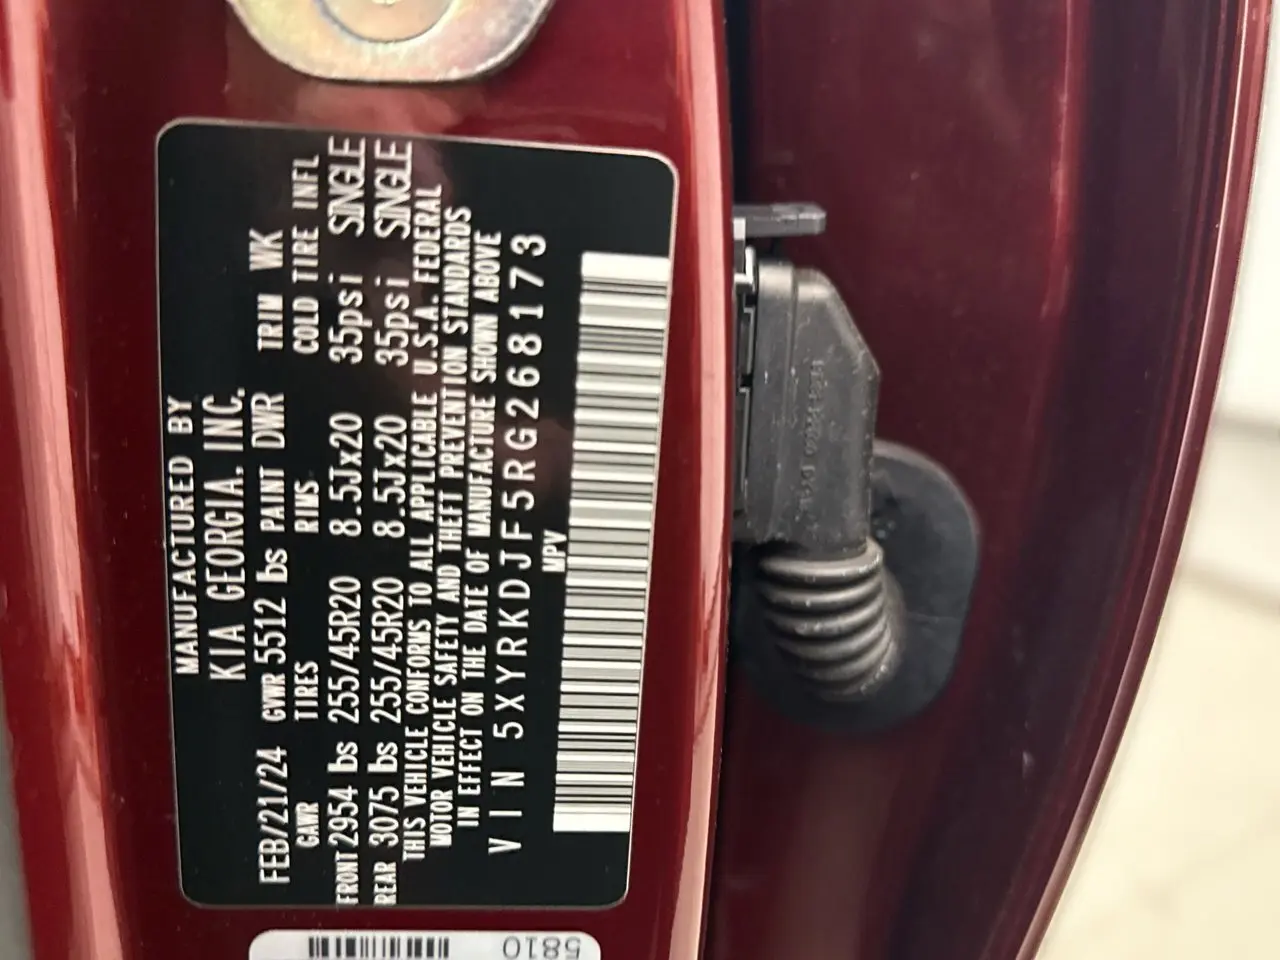 MANUFACTURED BY
KIA GEORGIA, INC.
FEB/21/24 GVWR 5512 lbs PAINT DWR TRIM WK
GAWR TIRES RIMS COLD TIRE INFL
FRONT 2954 lbs 255/45R20 8.5Jx20 35psi SINGLE
REAR 3075 lbs 255/45R20 8.5Jx20 35psi SINGLE
THIS VEHICLE CONFORMS TO ALL APPLICABLE U.S.A. FEDERAL
MOTOR VEHICLE SAFETY AND THEFT PREVENTION STANDARDS
IN EFFECT ON THE DATE OF MANUFACTURE SHOWN ABOVE
VIN 5XYRKDJF5RG268173
MPV
5810